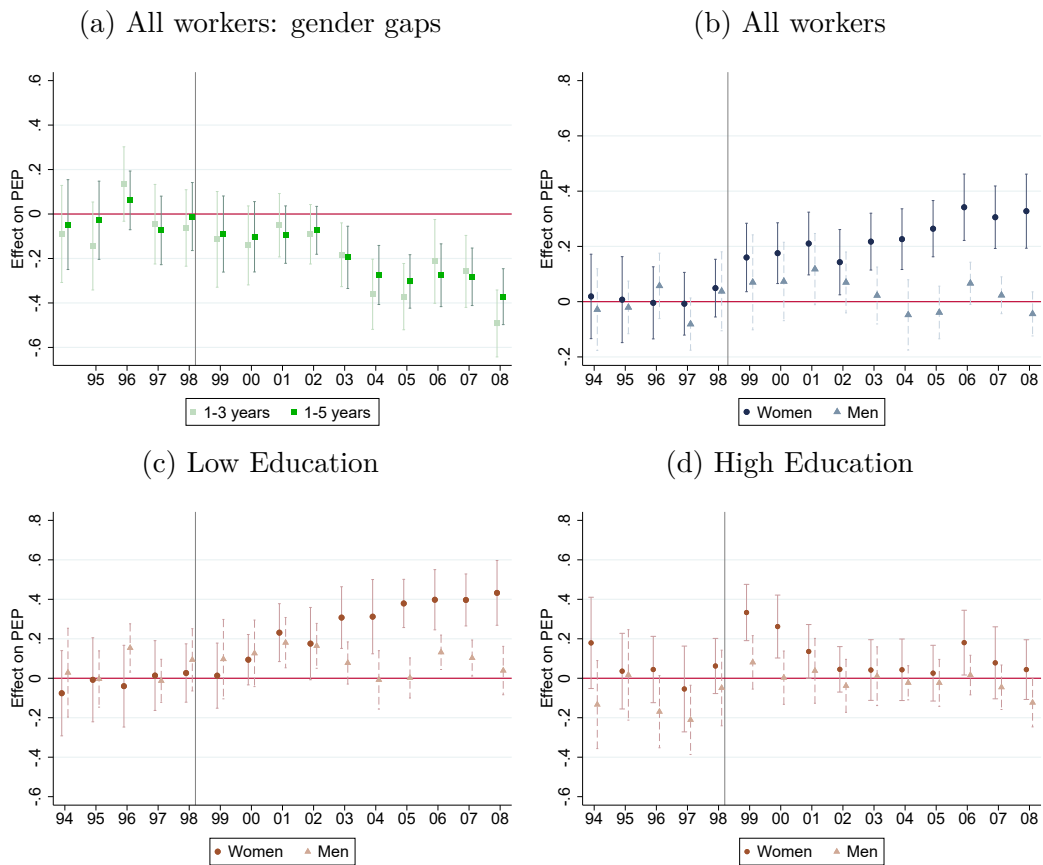 (a) All workers: gender gaps
Effect on PEP
.6
.4
.2
0
-.2
-.4
-.6
95 96 97 98 99 00 01 02 03 04 05 06 07 08
1-3 years 1-5 years
(b) All workers
Effect on PEP
.8
.6
.4
.2
0
-.2
94 95 96 97 98 99 00 01 02 03 04 05 06 07 08
Women Men
(c) Low Education
Effect on PEP
.8
.6
.4
.2
0
-.2
-.4
-.6
94 95 96 97 98 99 00 01 02 03 04 05 06 07 08
Women Men
(d) High Education
Effect on PEP
.8
.6
.4
.2
0
-.2
-.4
-.6
94 95 96 97 98 99 00 01 02 03 04 05 06 07 08
Women Men